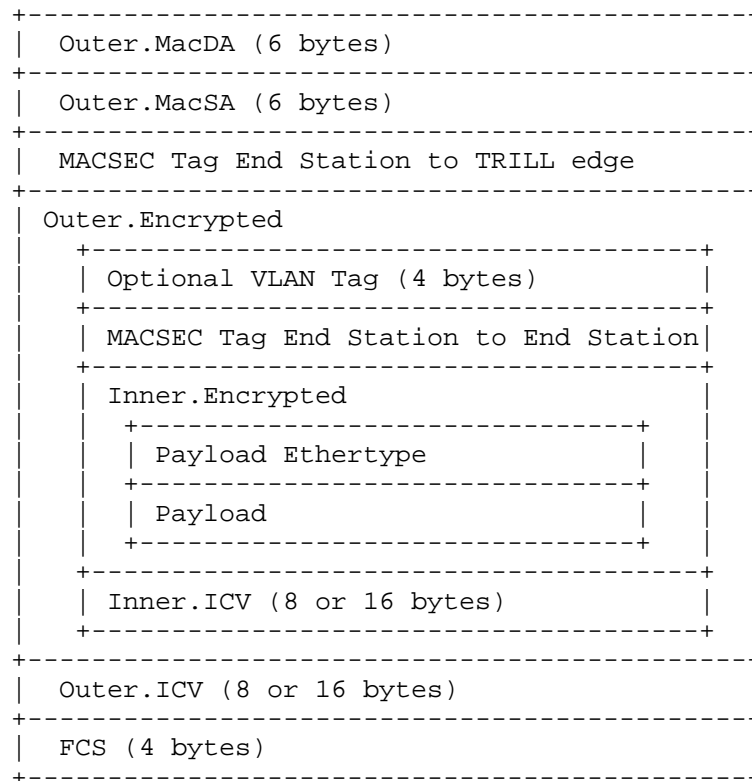 Outer.MacDA (6 bytes)
Outer.MacSA (6 bytes)
MACSEC Tag End Station to TRILL edge
Outer.Encrypted
Optional VLAN Tag (4 bytes)
MACSEC Tag End Station to End Station
Inner.Encrypted
Payload Ethertype
Payload
Inner.ICV (8 or 16 bytes)
Outer.ICV (8 or 16 bytes)
FCS (4 bytes)